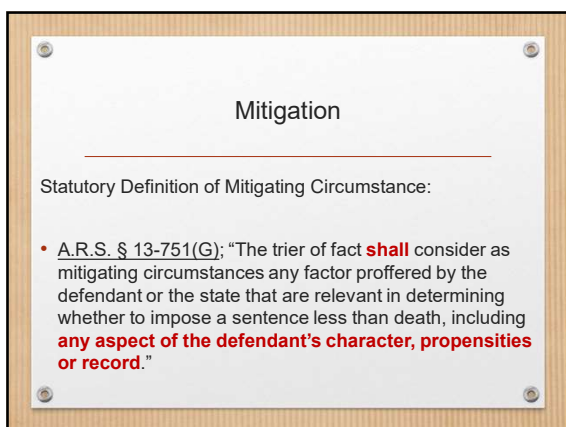 Mitigation
Statutory Definition of Mitigating Circumstance:
• A.R.S. § 13-751(G); “The trier of fact shall consider as
mitigating circumstances any factor proffered by the
defendant or the state that are relevant in determining
whether to impose a sentence less than death, including
any aspect of the defendant’s character, propensities
or record.”